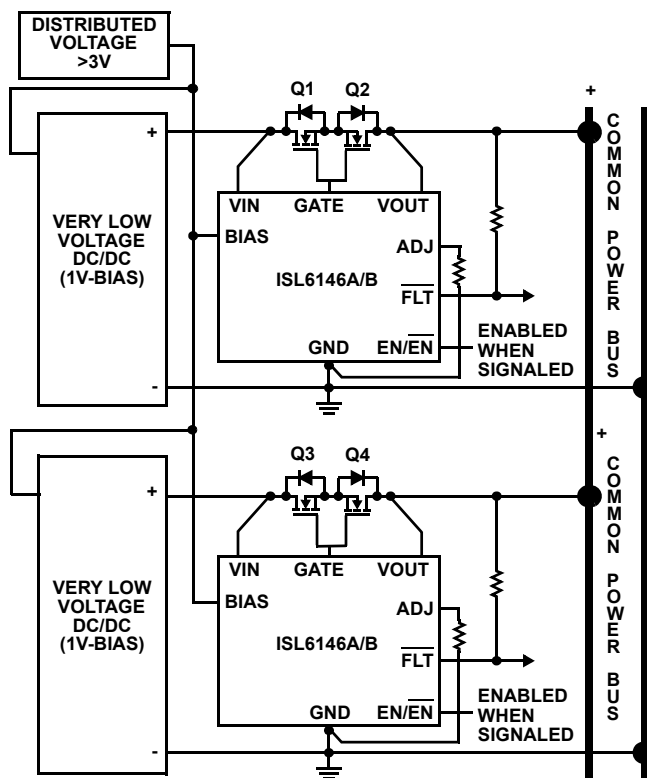 DISTRIBUTED
VOLTAGE
>3V
Q1 Q2
+
+
VERY LOW
VOLTAGE
DC/DC
(1V-BIAS)
-
VIN GATE VOUT
BIAS
ADJ
ISL6146A/B
FLT
GND EN/EN
ENABLED
WHEN
SIGNALED
COMMON POWER BUS
Q3 Q4
+
+
VERY LOW
VOLTAGE
DC/DC
(1V-BIAS)
-
VIN GATE VOUT
BIAS
ADJ
ISL6146A/B
FLT
GND EN/EN
ENABLED
WHEN
SIGNALED
COMMON POWER BUS